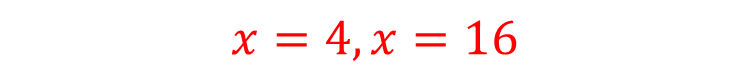 x = 4, x = 16